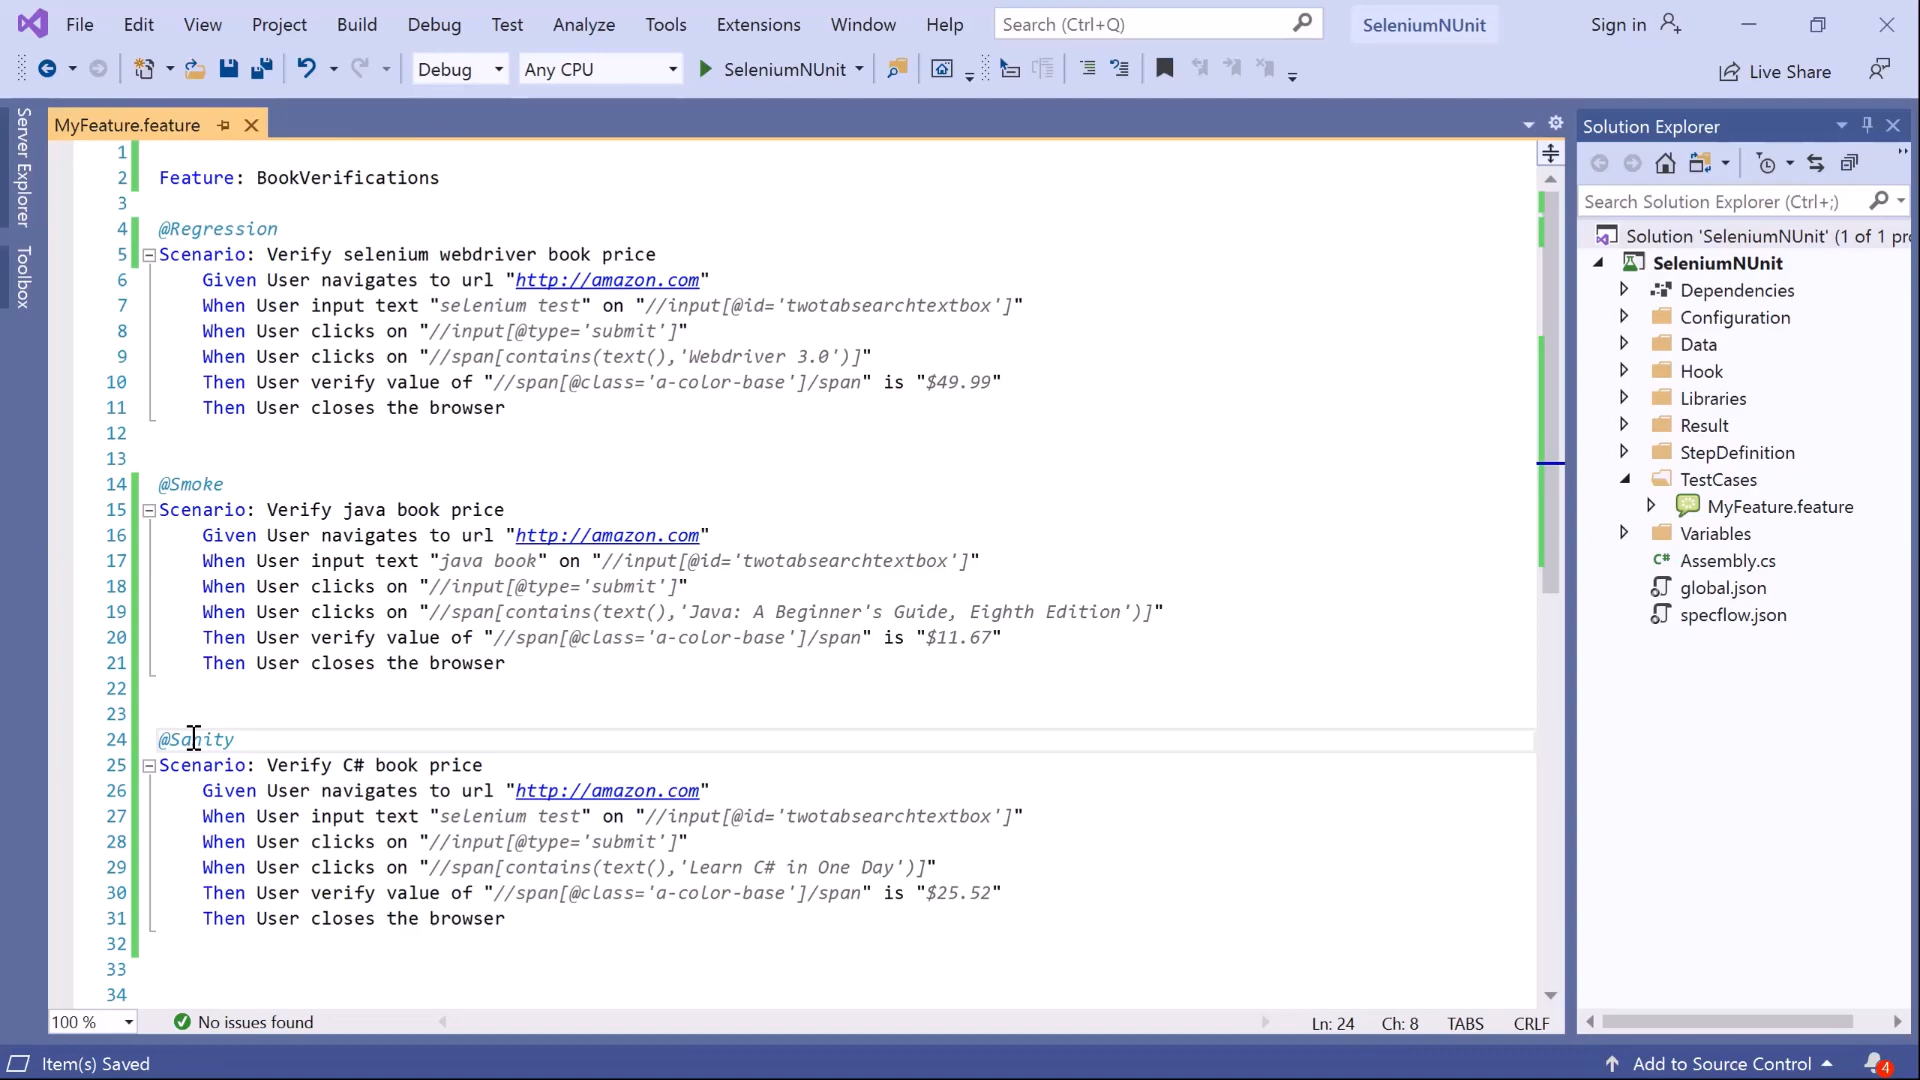 File Edit View Project Build Debug Test Analyze Tools Extensions Window Help Search (Ctrl+Q) SeleniumNUnit Sign in
Debug Any CPU SeleniumNUnit Live Share
Server Explorer
Toolbox
MyFeature.feature
1
2 Feature: BookVerifications
3
4 @Regression
5 Scenario: Verify selenium webdriver book price
6 Given User navigates to url "http://amazon.com"
7 When User input text "selenium test" on "//input[@id='twotabsearchtextbox']"
8 When User clicks on "//input[@type='submit']"
9 When User clicks on "//span[contains(text(),'Webdriver 3.0')]"
10 Then User verify value of "//span[@class='a-color-base']/span" is "$49.99"
11 Then User closes the browser
12
13
14 @Smoke
15 Scenario: Verify java book price
16 Given User navigates to url "http://amazon.com"
17 When User input text "java book" on "//input[@id='twotabsearchtextbox']"
18 When User clicks on "//input[@type='submit']"
19 When User clicks on "//span[contains(text(),'Java: A Beginner's Guide, Eighth Edition')]"
20 Then User verify value of "//span[@class='a-color-base']/span" is "$11.67"
21 Then User closes the browser
22
23
24 @Sanity
25 Scenario: Verify C# book price
26 Given User navigates to url "http://amazon.com"
27 When User input text "selenium test" on "//input[@id='twotabsearchtextbox']"
28 When User clicks on "//input[@type='submit']"
29 When User clicks on "//span[contains(text(),'Learn C# in One Day')]"
30 Then User verify value of "//span[@class='a-color-base']/span" is "$25.52"
31 Then User closes the browser
32
33
34
100 % No issues found Ln: 24 Ch: 8 TABS CRLF
Solution Explorer
Search Solution Explorer (Ctrl+;)
Solution 'SeleniumNUnit' (1 of 1 pro
SeleniumNUnit
Dependencies
Configuration
Data
Hook
Libraries
Result
StepDefinition
TestCases
MyFeature.feature
Variables
C# Assembly.cs
global.json
specflow.json
Item(s) Saved Add to Source Control 4